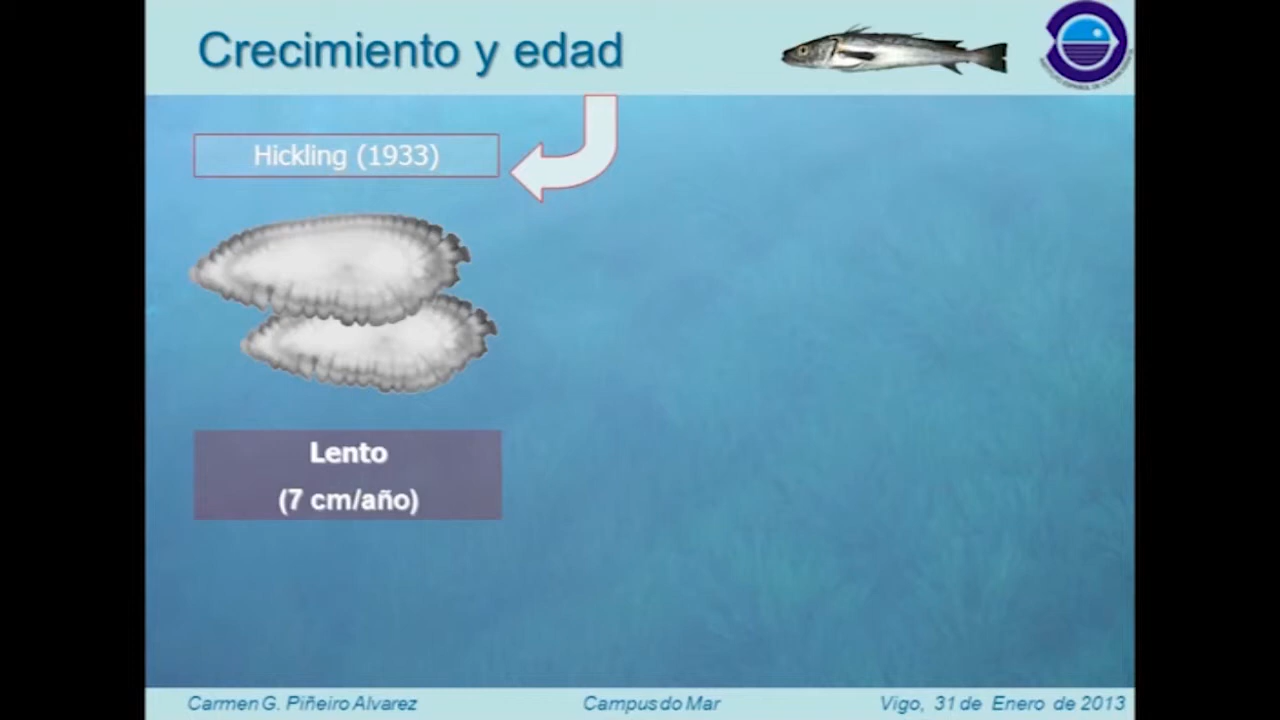 Crecimiento y edad
Hickling (1933)
Lento
(7 cm/año)
Carmen G. Piñeiro Alvarez
Campus do Mar
Vigo, 31 de Enero de 2013